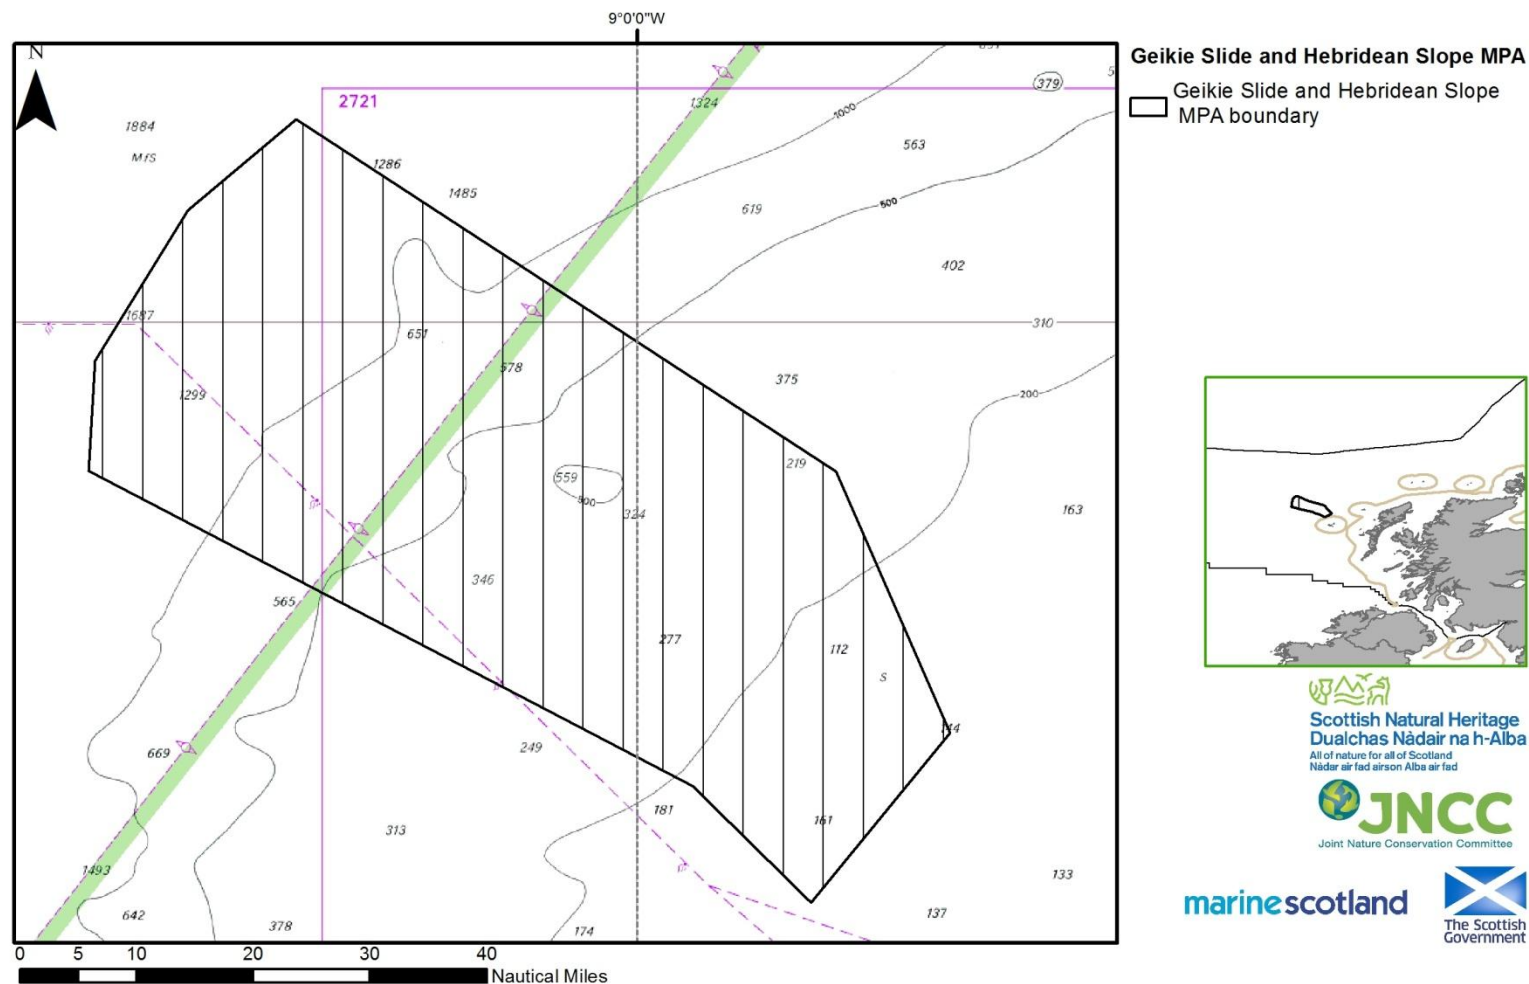 9°0'0"W
Geikie Slide and Hebridean Slope MPA
Geikie Slide and Hebridean Slope
MPA boundary
N
2721
1324
1000
379
1884
MfS
1286
1485
563
619
500
402
1687
651
578
310
375
200
1299
219
559
500
324
163
346
565
277
112
S
44
669
249
181
161
313
1493
133
642
378
174
137
0 5 10 20 30 40
Nautical Miles
Scottish Natural Heritage
Dualchas Nàdair na h-Alba
All of nature for all of Scotland
Nàdar air fad airson Alba air fad
JNCC
Joint Nature Conservation Committee
marinescotland
The Scottish
Government